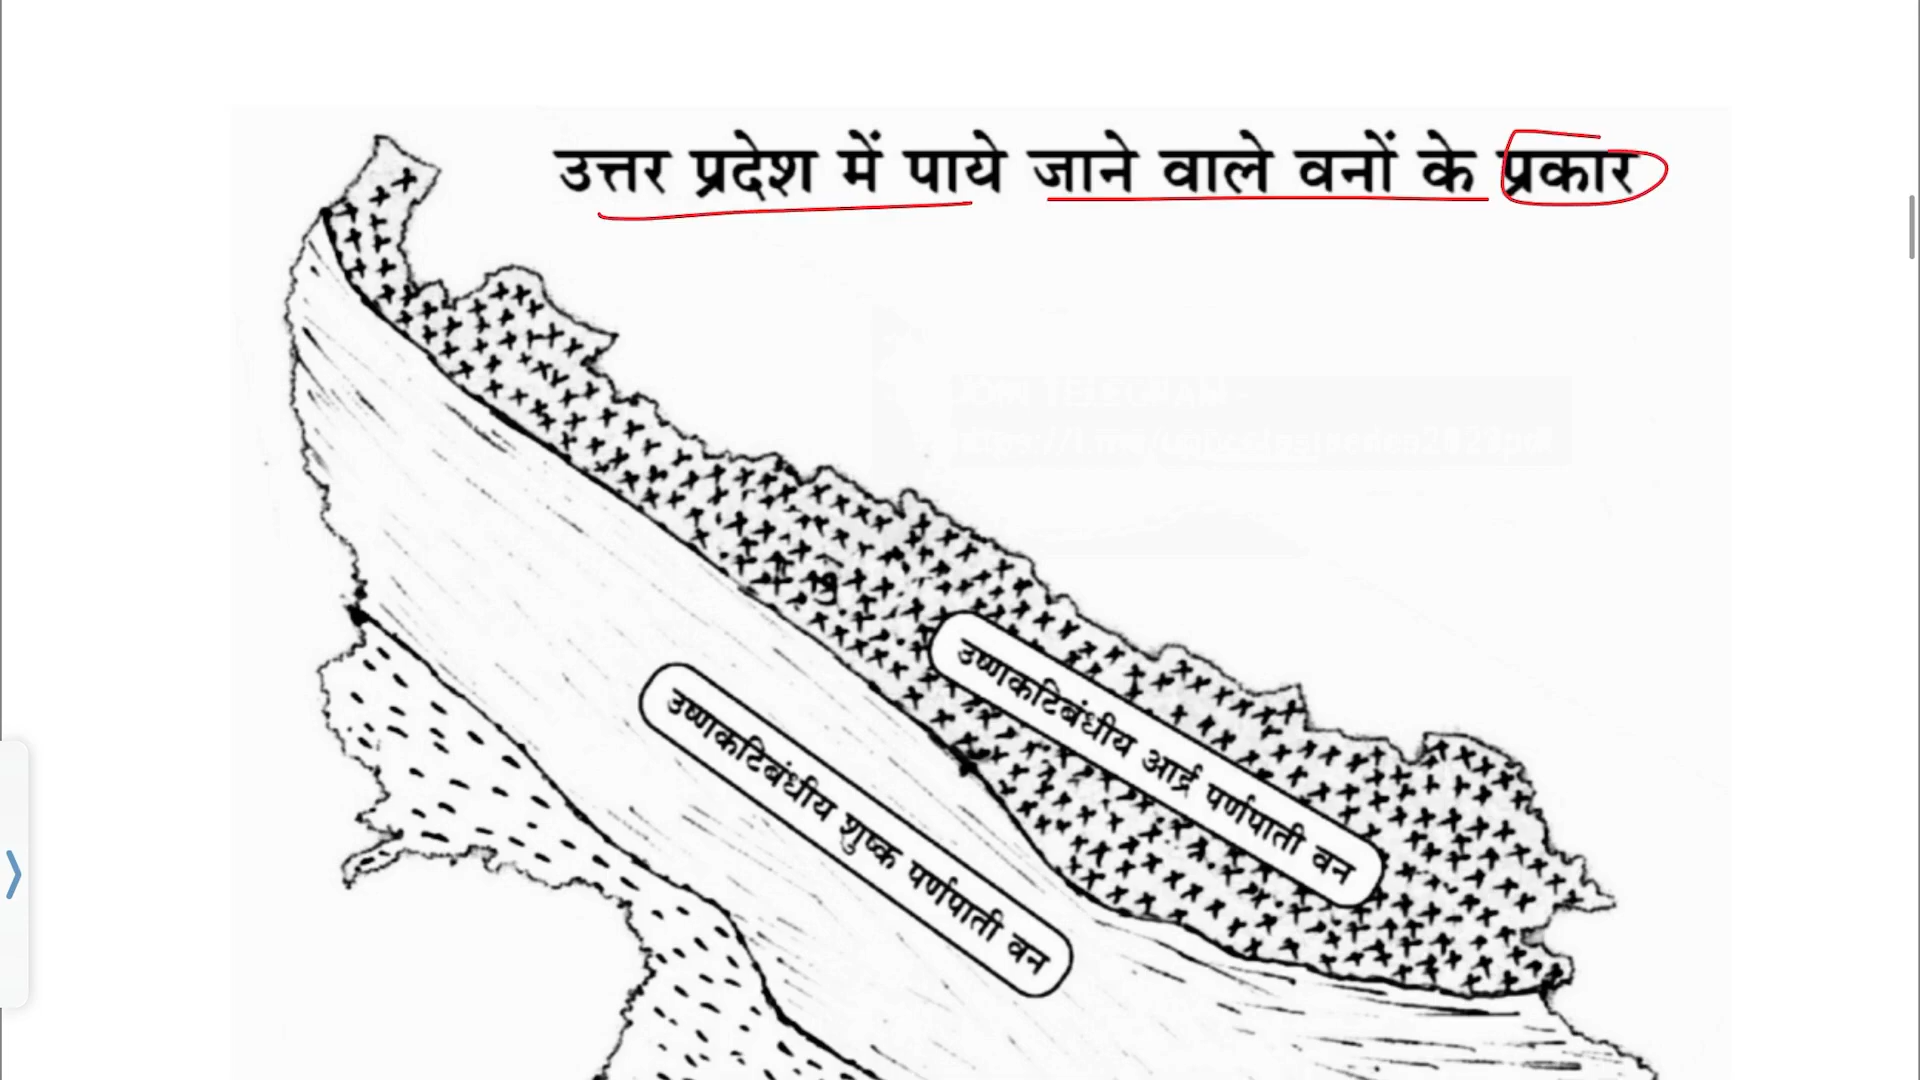 उत्तर प्रदेश में पाये जाने वाले वनों के प्रकार
उष्णकटिबंधीय आर्द्र पर्णपाती वन
उष्णकटिबंधीय शुष्क पर्णपाती वन